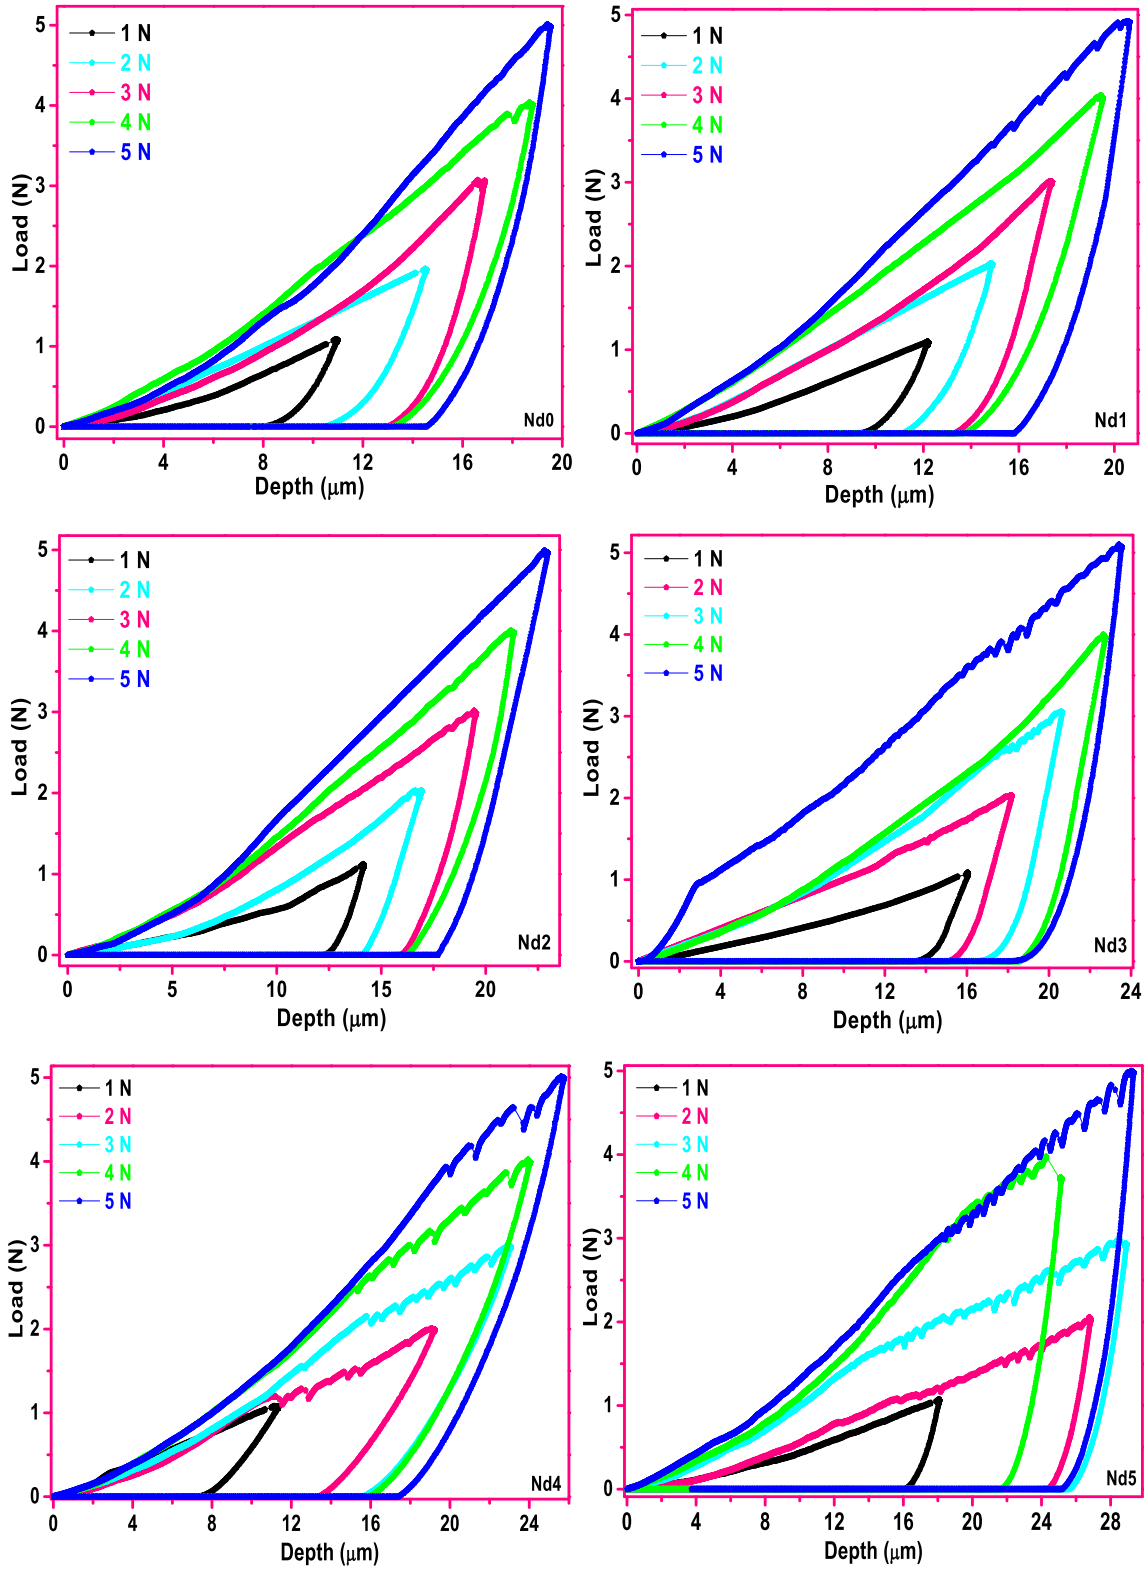 5
4
3
2
1
0
Load (N)
1 N
2 N
3 N
4 N
5 N
Nd0
0 4 8 12 16 20
Depth (μm)
5
4
3
2
1
0
Load (N)
1 N
2 N
3 N
4 N
5 N
Nd1
0 4 8 12 16 20
Depth (μm)
5
4
3
2
1
0
Load (N)
1 N
2 N
3 N
4 N
5 N
Nd2
0 5 10 15 20
Depth (μm)
5
4
3
2
1
0
Load (N)
1 N
2 N
3 N
4 N
5 N
Nd3
0 4 8 12 16 20 24
Depth (μm)
5
4
3
2
1
0
Load (N)
1 N
2 N
3 N
4 N
5 N
Nd4
0 4 8 12 16 20 24
Depth (μm)
5
4
3
2
1
0
Load (N)
1 N
2 N
3 N
4 N
5 N
Nd5
0 4 8 12 16 20 24 28
Depth (μm)